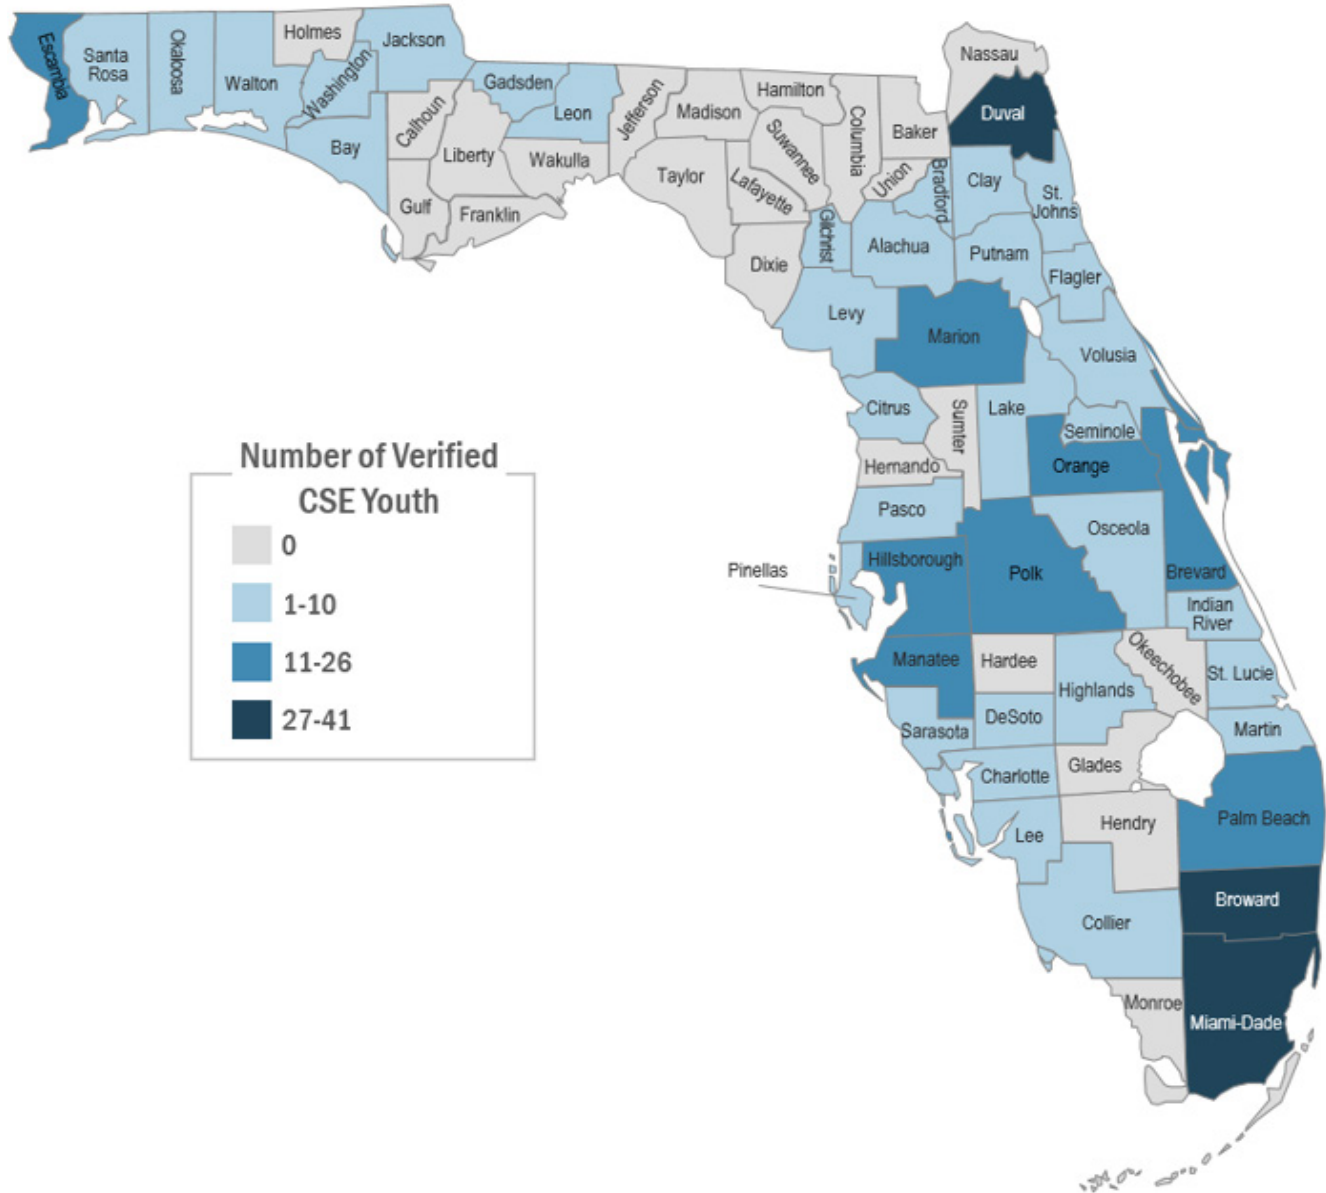 Escambia
Santa
Rosa
Okaloosa
Walton
Holmes
Washington
Jackson
Bay
Calhoun
Gulf
Liberty
Franklin
Gadsden
Leon
Wakulla
Jefferson
Madison
Taylor
Hamilton
Suwannee
Lafayette
Dixie
Columbia
Baker
Union
Bradford
Nassau
Duval
Clay
St.
Johns
Gilchrist
Alachua
Putnam
Flagler
Levy
Marion
Volusia
Citrus
Sumter
Lake
Seminole
Hernando
Orange
Pasco
Osceola
Pinellas
Hillsborough
Polk
Brevard
Indian
River
Manatee
Hardee
Okeechobee
Highlands
St. Lucie
Sarasota
DeSoto
Martin
Charlotte
Glades
Lee
Hendry
Palm Beach
Collier
Broward
Monroe
Miami-Dade
Number of Verified
CSE Youth
0
1-10
11-26
27-41